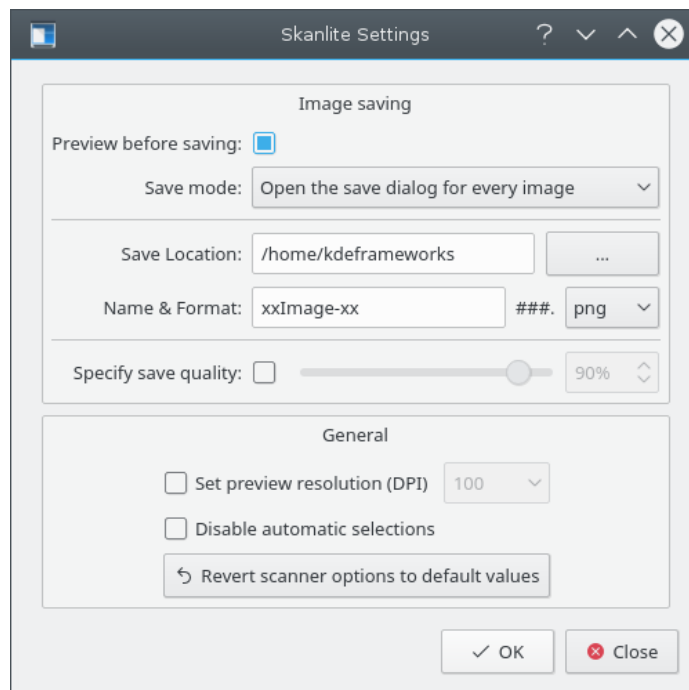 Skanlite Settings
Image saving
Preview before saving:
Save mode: Open the save dialog for every image
Save Location: /home/kdeframeworks ...
Name & Format: xxImage-xx ###. png
Specify save quality: 90%
General
Set preview resolution (DPI) 100
Disable automatic selections
Revert scanner options to default values
OK Close